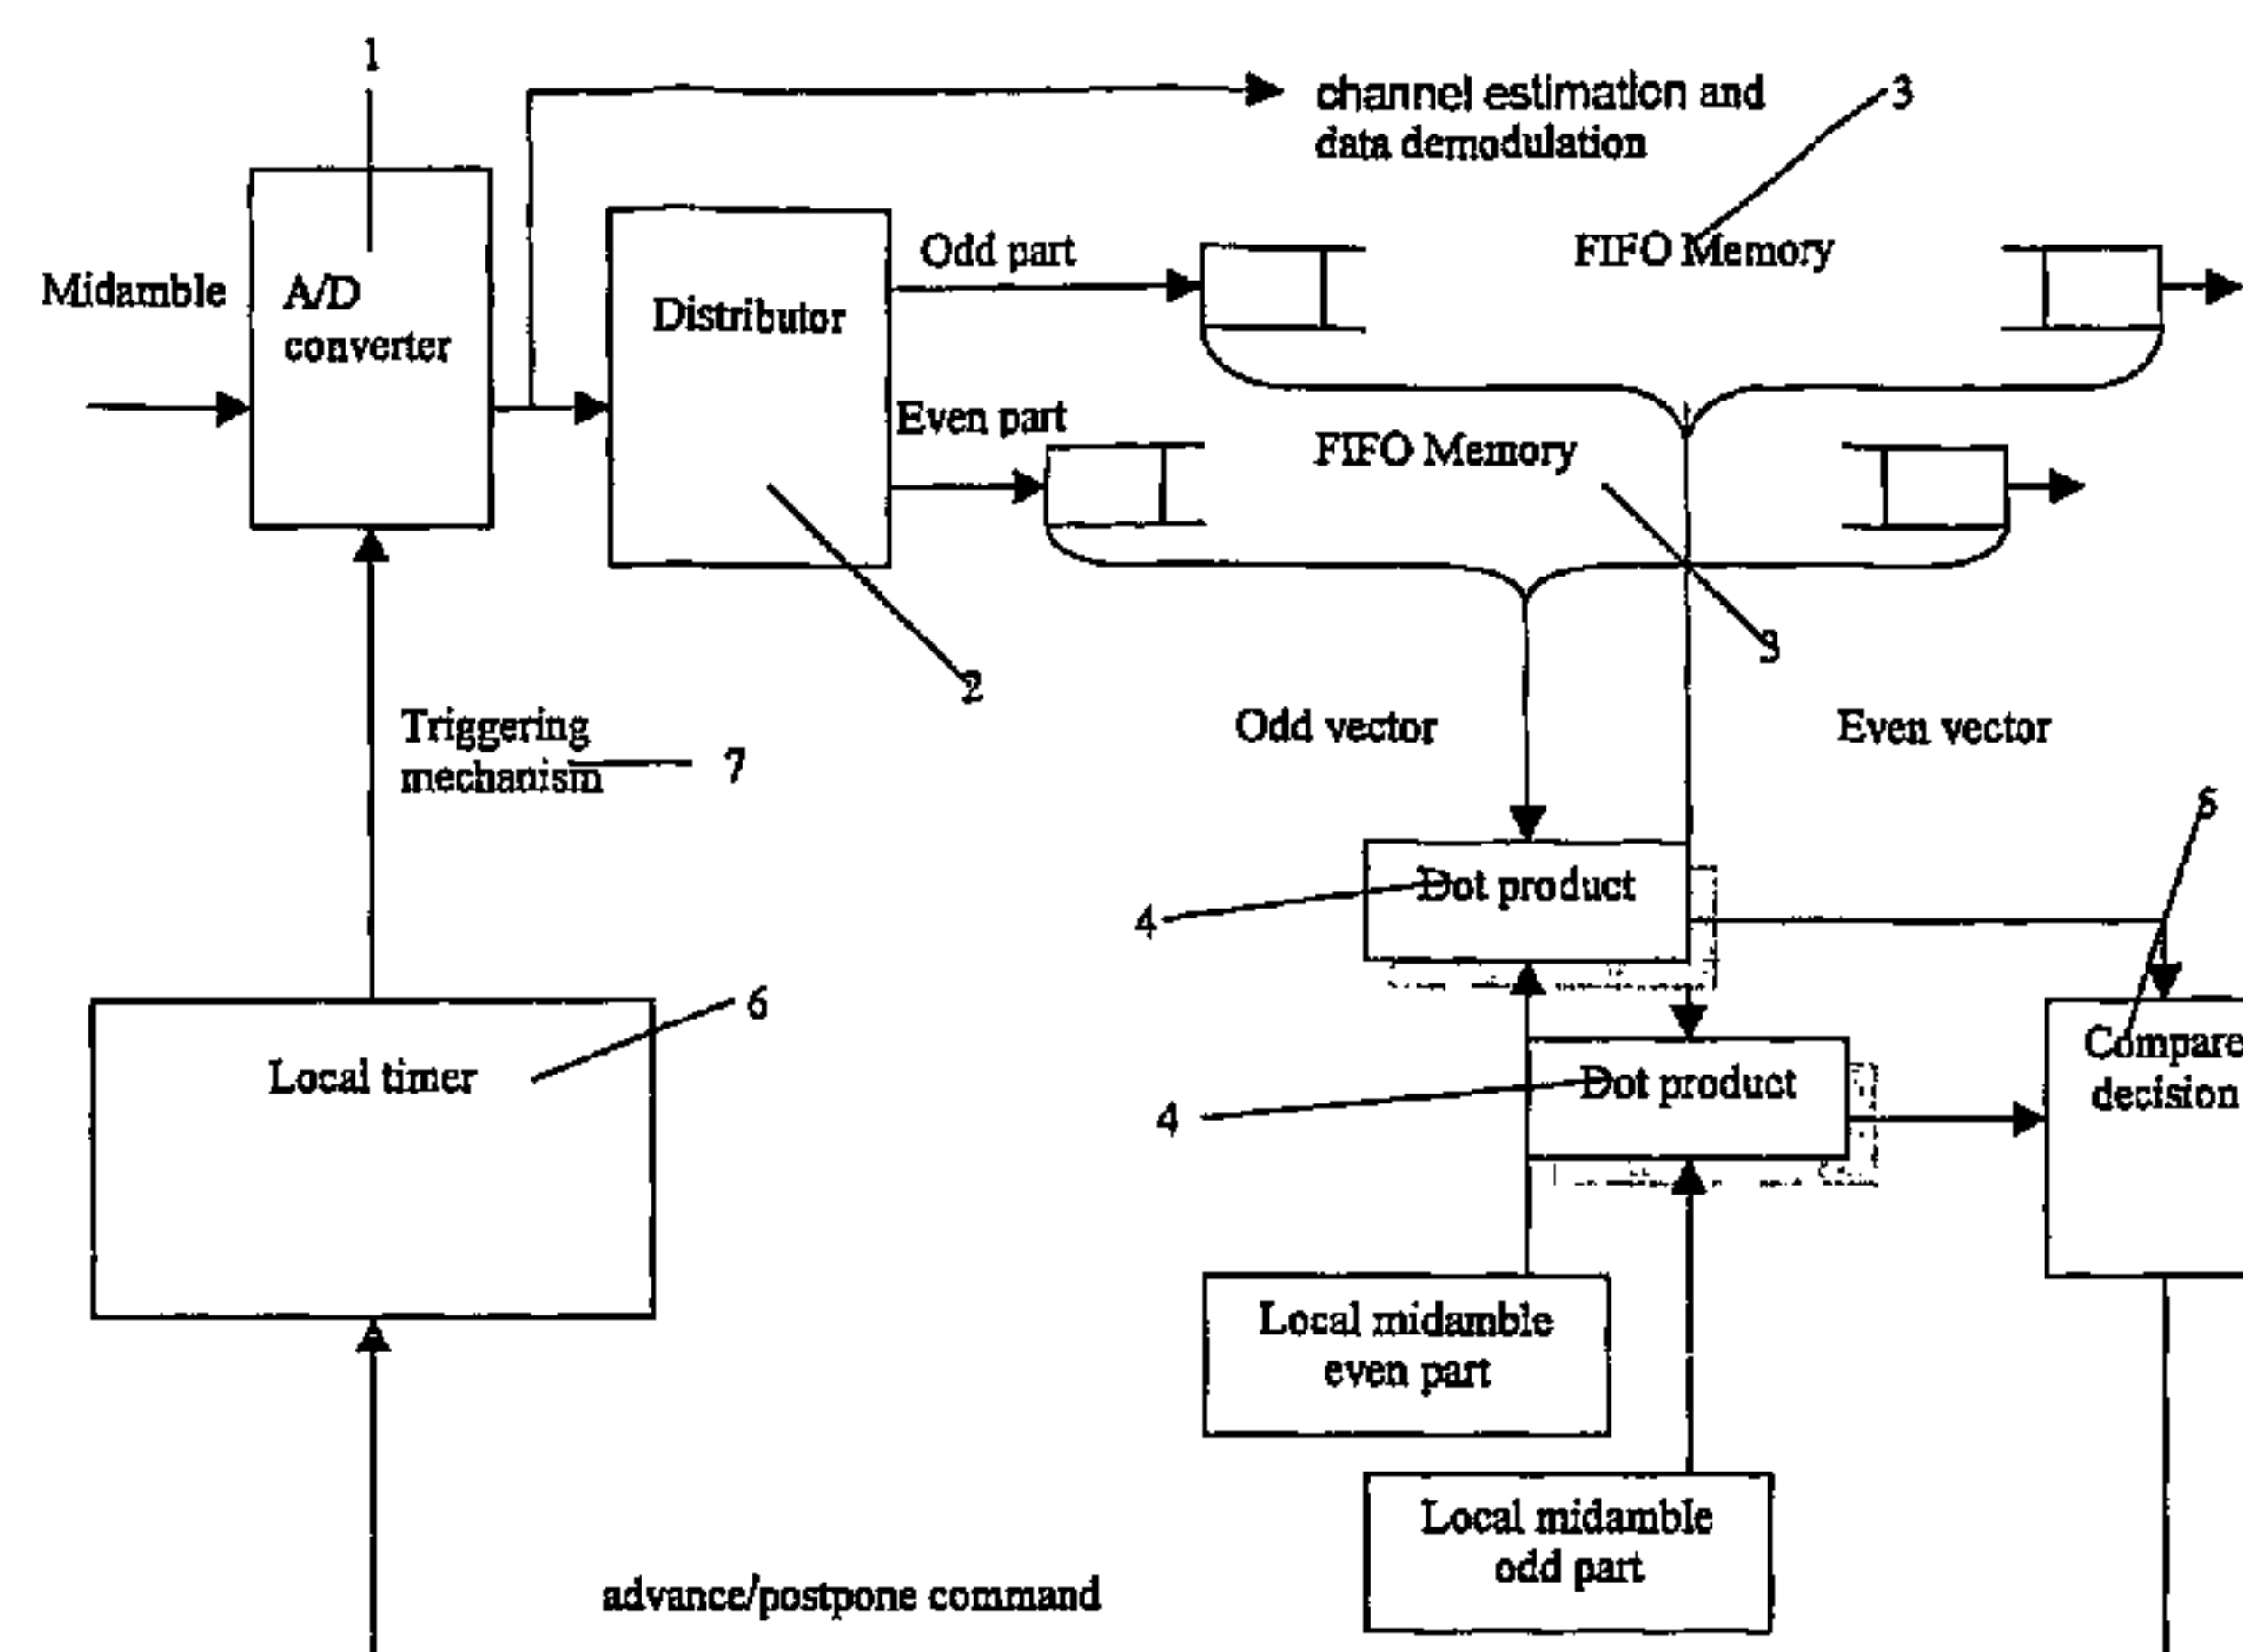 1
channel estimation and
data demodulation
3
Midamble
A/D
converter
Distributor
Odd part
FIFO Memory
Even part
FIFO Memory
3
2
Triggering
mechanism
7
Odd vector
Even vector
5
Dot product
4
6
Local timer
Compare
decision
Dot product
4
Local midamble
even part
Local midamble
odd part
advance/postpone command